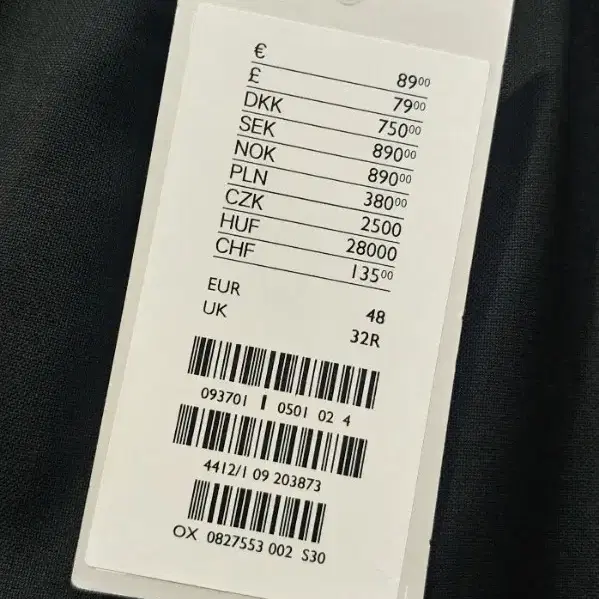 € 89⁰⁰
£ 79⁰⁰
DKK 750⁰⁰
SEK 890⁰⁰
NOK 890⁰⁰
PLN 380⁰⁰
CZK 2500
HUF 28000
CHF 135⁰⁰
EUR 48
UK 32R
093701 I 0501 02 4
4412/1 09 203873
OX 0827553 002 S30